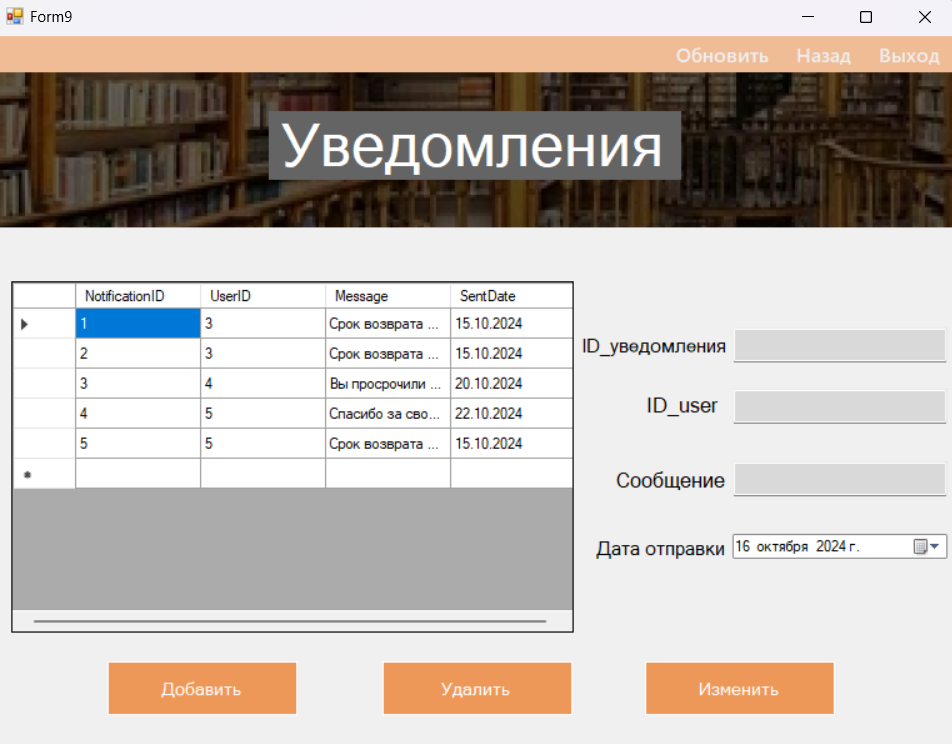 Form9
Обновить Назад Выход
Уведомления
NotificationID UserID Message SentDate
1 3 Срок возврата ... 15.10.2024
2 3 Срок возврата ... 15.10.2024
3 4 Вы просрочили ... 20.10.2024
4 5 Спасибо за сво... 22.10.2024
5 5 Срок возврата ... 15.10.2024
ID_уведомления
ID_user
Сообщение
Дата отправки 16 октября 2024 г.
Добавить Удалить Изменить